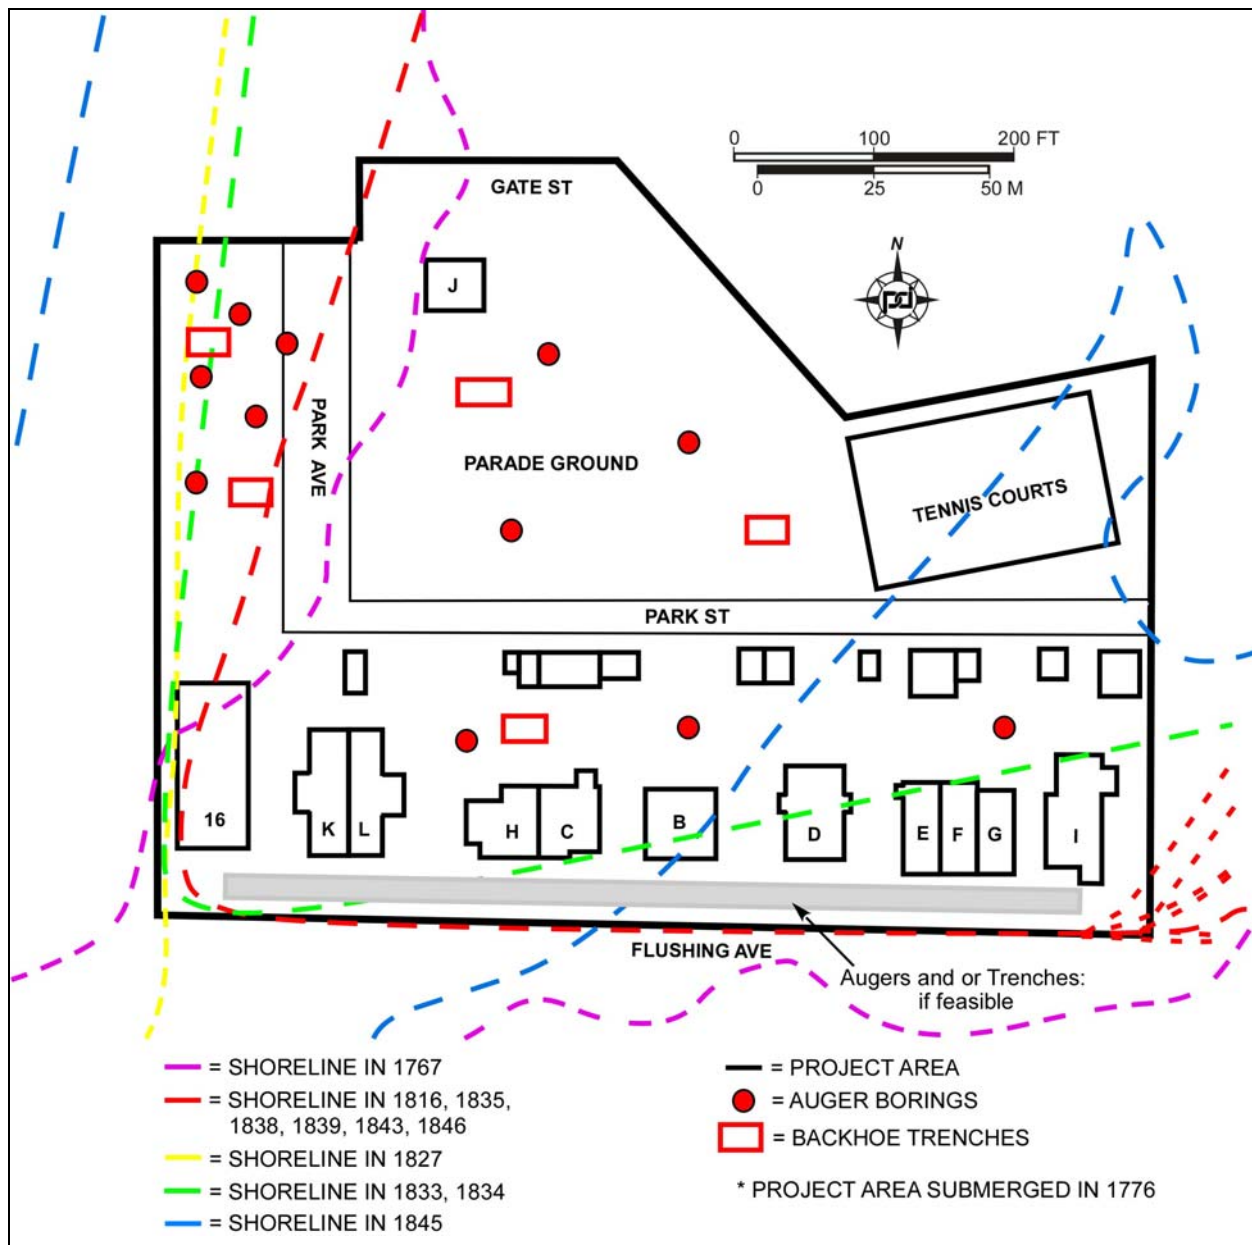 0 100 200 FT
0 25 50 M
GATE ST
N
pci
J
PARK AVE
PARADE GROUND
TENNIS COURTS
PARK ST
16
K L
H C
B
D
E F G
I
FLUSHING AVE
Augers and or Trenches:
if feasible
= SHORELINE IN 1767
= SHORELINE IN 1816, 1835,
1838, 1839, 1843, 1846
= SHORELINE IN 1827
= SHORELINE IN 1833, 1834
= SHORELINE IN 1845
= PROJECT AREA
= AUGER BORINGS
= BACKHOE TRENCHES
* PROJECT AREA SUBMERGED IN 1776